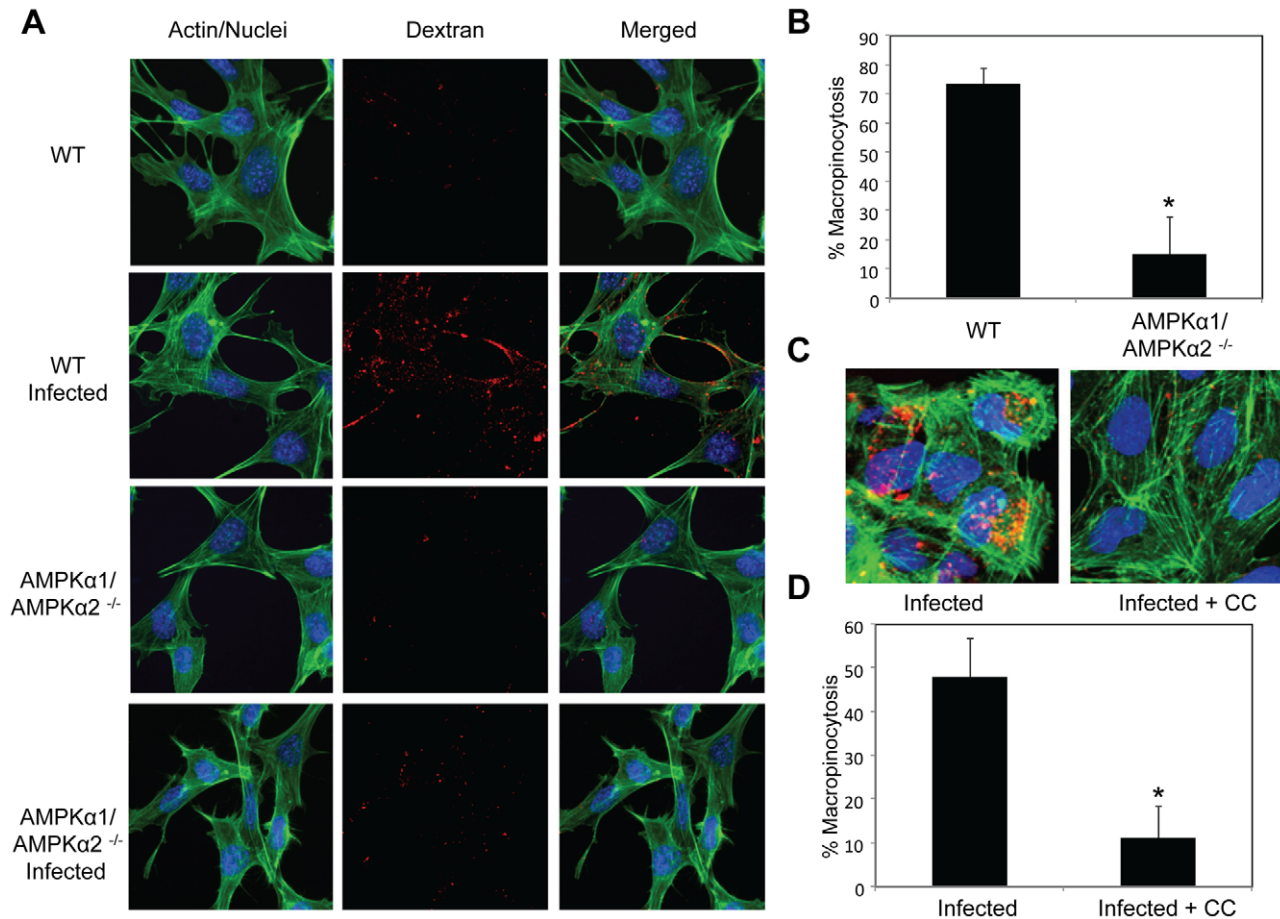 A
Actin/Nuclei
Dextran
Merged
WT
WT
Infected
AMPKα1/
AMPKα2 -/-
AMPKα1/
AMPKα2 -/-
Infected
B
% Macropinocytosis
90
80
70
60
50
40
30
20
10
0
*
WT
AMPKα1/
AMPKα2 -/-
C
Infected
Infected + CC
D
% Macropinocytosis
60
50
40
30
20
10
0
*
Infected
Infected + CC